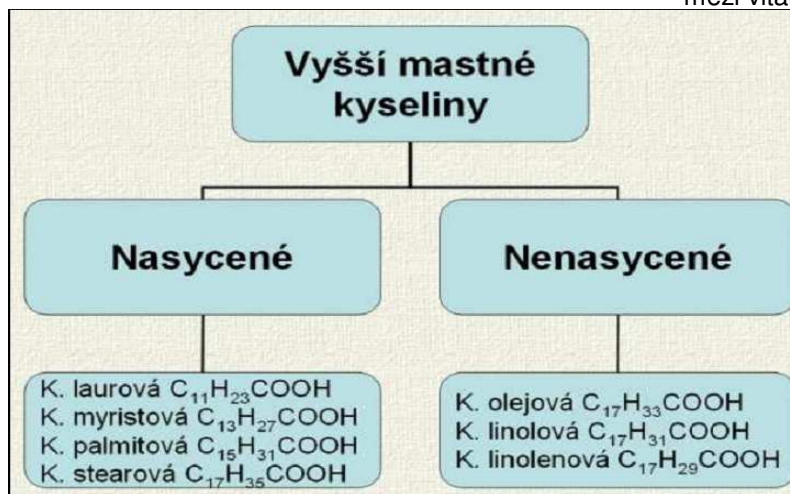 Vyšší mastné
kyseliny
Nasycené
Nenasycené
K. laurová C₁₁H₂₃COOH
K. myristová C₁₃H₂₇COOH
K. palmitová C₁₅H₃₁COOH
K. stearová C₁₇H₃₅COOH
K. olejová C₁₇H₃₃COOH
K. linolová C₁₇H₃₁COOH
K. linolenová C₁₇H₂₉COOH